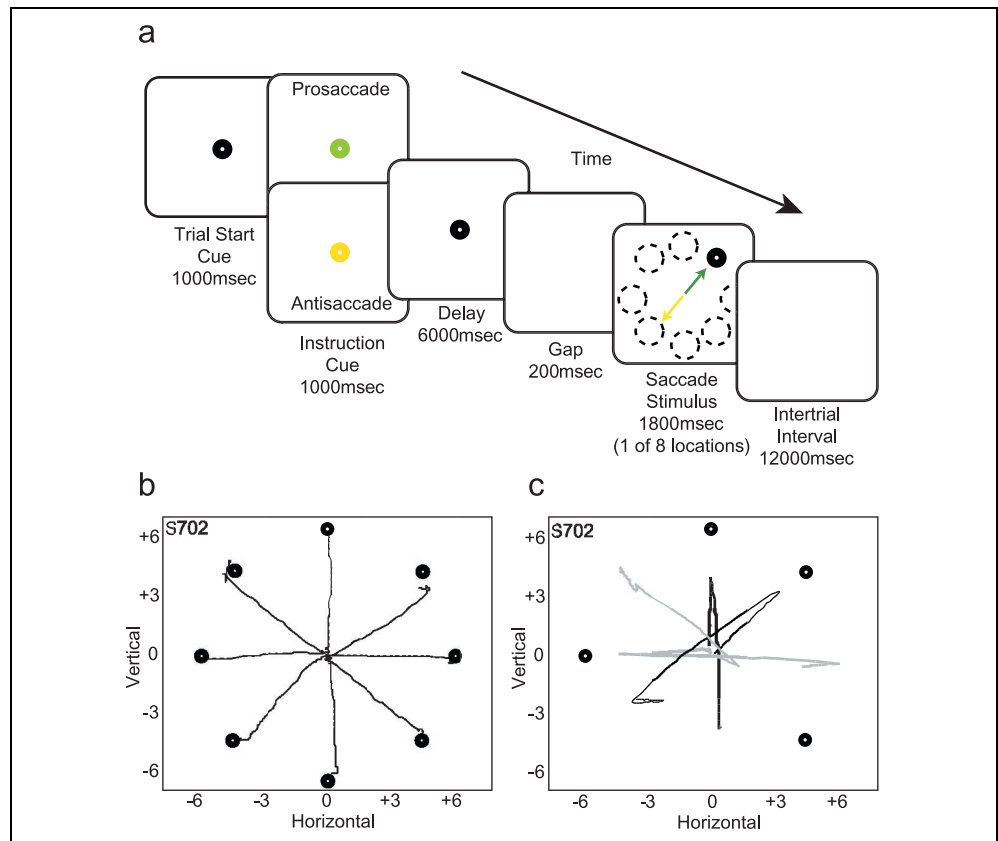 a
Prosaccade
Time
Trial Start
Cue
1000msec
Antisaccade
Instruction
Cue
1000msec
Delay
6000msec
Gap
200msec
Saccade
Stimulus
1800msec
(1 of 8 locations)
Intertrial
Interval
12000msec
b
S702
+6
+3
0
-3
-6
Vertical
-6 -3 0 +3 +6
Horizontal
c
S702
+6
+3
0
-3
-6
Vertical
-6 -3 0 +3 +6
Horizontal